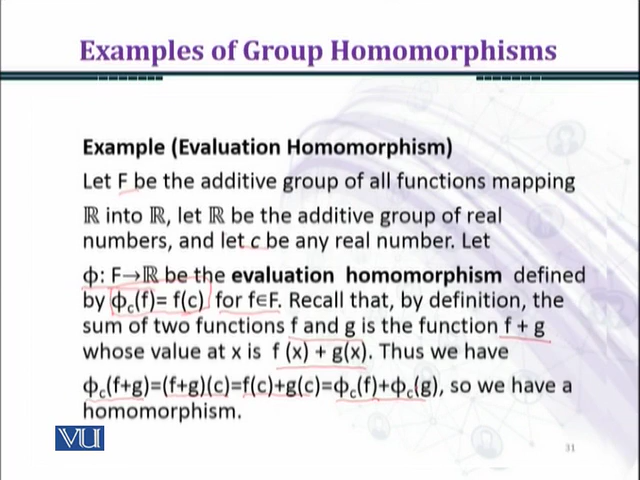 Examples of Group Homomorphisms
Example (Evaluation Homomorphism)
Let F be the additive group of all functions mapping
ℝ into ℝ, let ℝ be the additive group of real
numbers, and let c be any real number. Let
ϕ: F→ℝ be the evaluation homomorphism defined
by ϕc(f)= f(c) for f∈F. Recall that, by definition, the
sum of two functions f and g is the function f + g
whose value at x is f (x) + g(x). Thus we have
ϕc(f+g)=(f+g)(c)=f(c)+g(c)=ϕc(f)+ϕc(g), so we have a
homomorphism.
VU
31